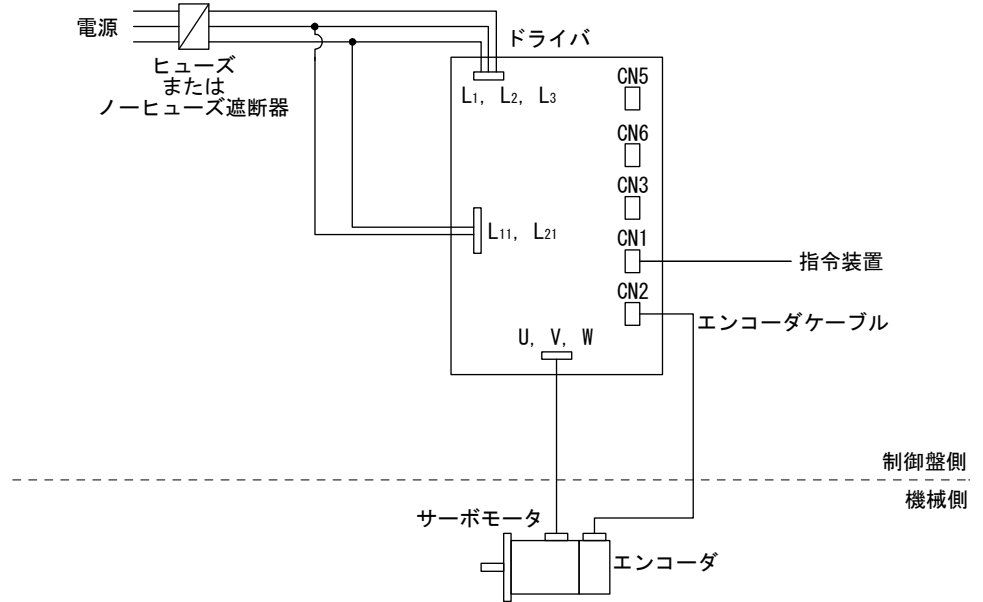 電源
ドライバ
ヒューズ
または
ノーヒューズ遮断器
L1, L2, L3
CN5
CN6
CN3
L11, L21
CN1
指令装置
CN2
エンコーダケーブル
U, V, W
制御盤側
機械側
サーボモータ
エンコーダ